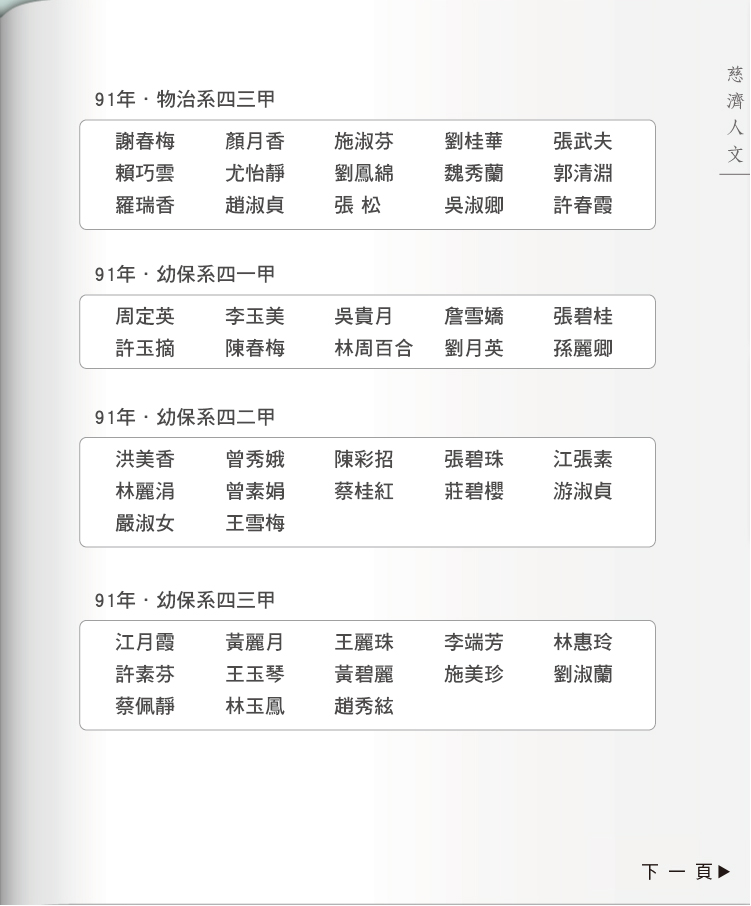 慈濟人文
91年．物治系四三甲
謝春梅 顏月香 施淑芬 劉桂華 張武夫
賴巧雲 尤怡靜 劉鳳綿 魏秀蘭 郭清淵
羅瑞香 趙淑貞 張 松 吳淑卿 許春霞
91年．幼保系四一甲
周定英 李玉美 吳貴月 詹雪嬌 張碧桂
許玉摘 陳春梅 林周百合 劉月英 孫麗卿
91年．幼保系四二甲
洪美香 曾秀娥 陳彩招 張碧珠 江張素
林麗涓 曾素娟 蔡桂紅 莊碧櫻 游淑貞
嚴淑女 王雪梅
91年．幼保系四三甲
江月霞 黃麗月 王麗珠 李端芳 林惠玲
許素芬 王玉琴 黃碧麗 施美珍 劉淑蘭
蔡佩靜 林玉鳳 趙秀絃
下一頁▶